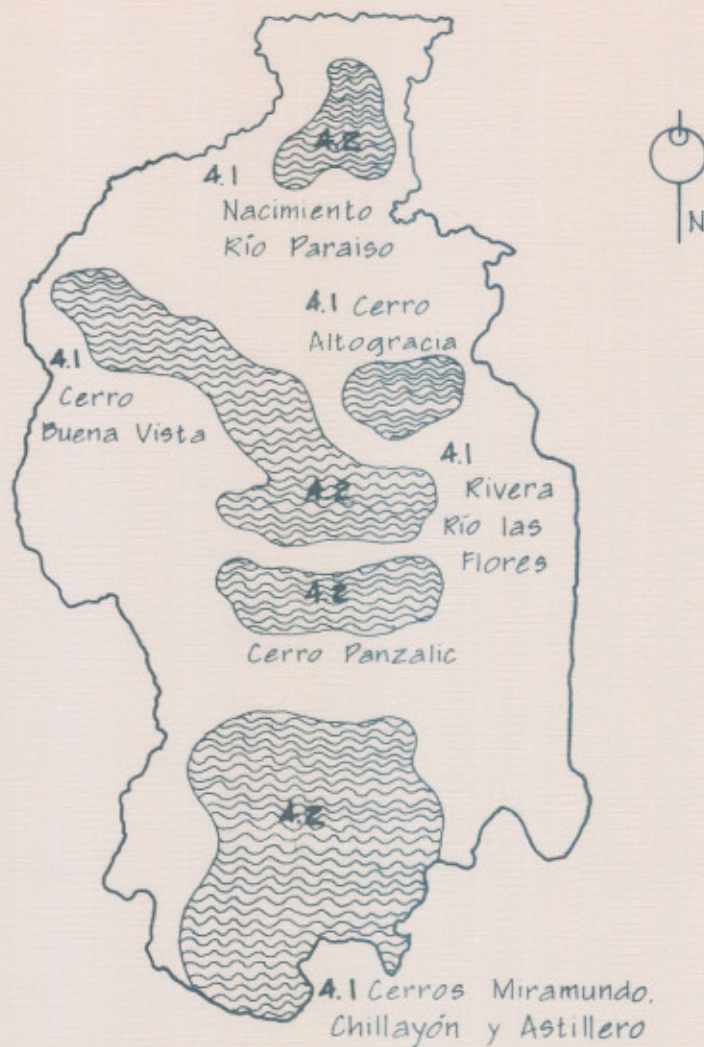 4.2
4.1
Nacimiento
Río Paraiso
N
4.1 Cerro
Altogracia
4.1
Cerro
Buena Vista
4.1
Rivera
Río las
Flores
4.2
4.2
Cerro Panzalic
4.2
4.1 Cerros Miramundo.
Chillayón y Astillero